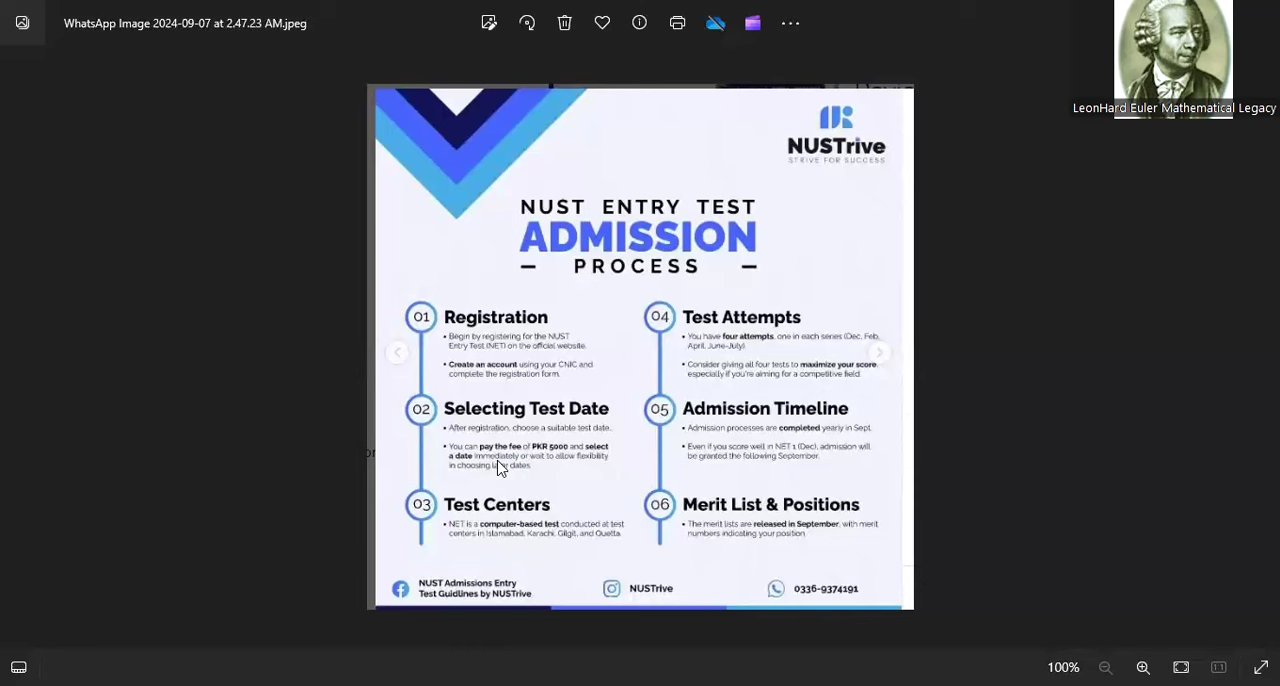 WhatsApp Image 2024-09-07 at 2.47.23 AM.jpeg
LeonHard Euler Mathematical Legacy
NUSTrive
STRIVE FOR SUCCESS
NUST ENTRY TEST
ADMISSION
– PROCESS –
01 Registration
• Begin by registering for the NUST
Entry Test (NET) on the official website.
• Create an account using your CNIC and
complete the registration form.
02 Selecting Test Date
• After registration, choose a suitable test date.
• You can pay the fee of PKR 5000 and select
a date immediately or wait to allow flexibility
in choosing later dates.
03 Test Centers
• NET is a computer-based test conducted at test
centers in Islamabad, Karachi, Gilgit, and Quetta.
04 Test Attempts
• You have four attempts, one in each series (Dec, Feb,
April, June-July).
• Consider giving all four tests to maximize your score,
especially if you're aiming for a competitive field.
05 Admission Timeline
• Admission processes are completed yearly in Sept.
• Even if you score well in NET 1 (Dec), admission will
be granted the following September.
06 Merit List & Positions
• The merit lists are released in September, with merit
numbers indicating your position.
NUST Admissions Entry
Test Guidlines by NUSTrive
NUSTrive
0336-9374191
100%